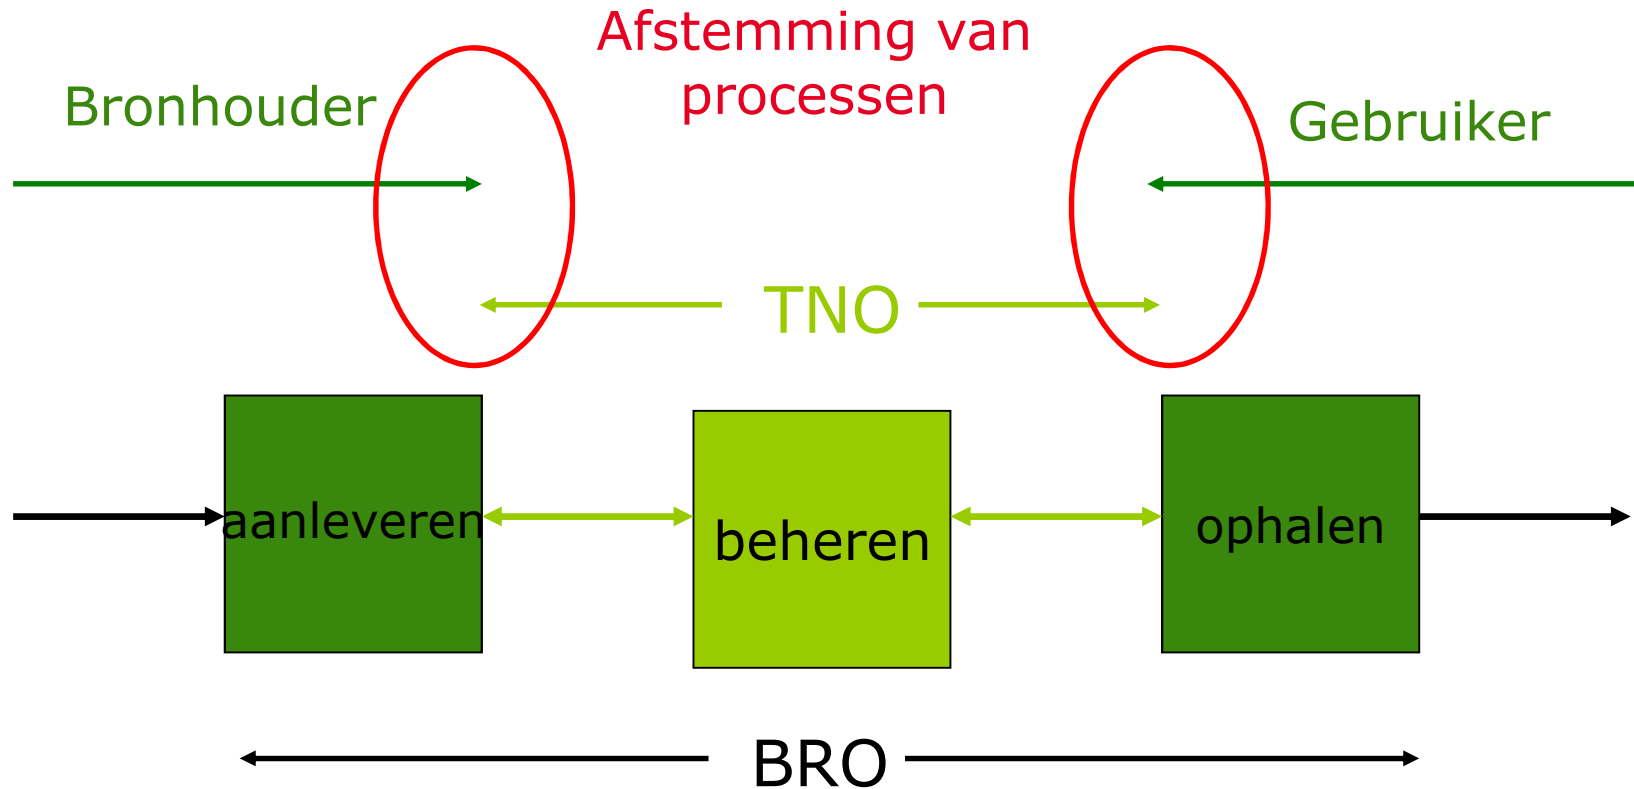 Afstemming van
processen
Bronhouder
Gebruiker
TNO
aanleveren
beheren
ophalen
BRO